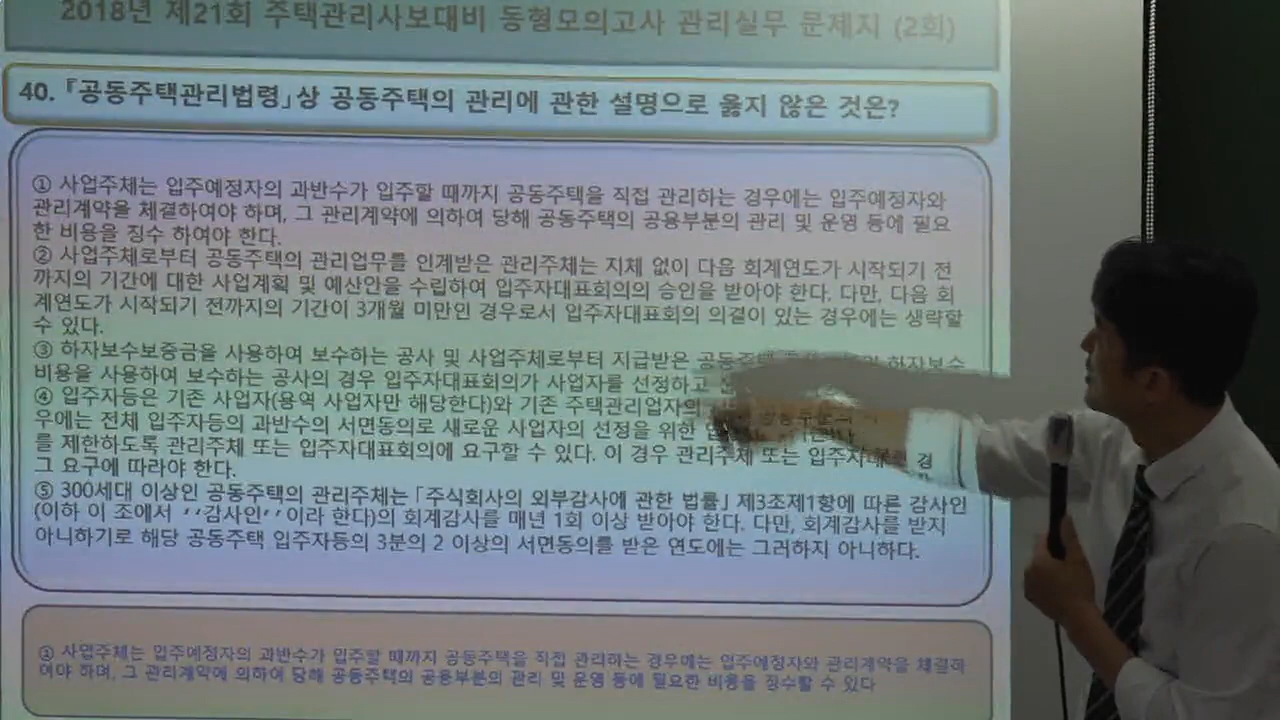 2018년 제21회 주택관리사보대비 동형모의고사 관리실무 문제지 (2회)
40. 「공동주택관리법령」상 공동주택의 관리에 관한 설명으로 옳지 않은 것은?
① 사업주체는 입주예정자의 과반수가 입주할 때까지 공동주택을 직접 관리하는 경우에는 입주예정자와
관리계약을 체결하여야 하며, 그 관리계약에 의하여 당해 공동주택의 공용부분의 관리 및 운영 등에 필요
한 비용을 징수 하여야 한다.
② 사업주체로부터 공동주택의 관리업무를 인계받은 관리주체는 지체 없이 다음 회계연도가 시작되기 전
까지의 기간에 대한 사업계획 및 예산안을 수립하여 입주자대표회의의 승인을 받아야 한다. 다만, 다음 회
계연도가 시작되기 전까지의 기간이 3개월 미만인 경우로서 입주자대표회의 의결이 있는 경우에는 생략할
수 있다.
③ 하자보수보증금을 사용하여 보수하는 공사 및 사업주체로부터 지급받은 공동주택 하자보수
비용을 사용하여 보수하는 공사의 경우 입주자대표회의가 사업자를 선정하고
④ 입주자등은 기존 사업자(용역 사업자만 해당한다)와 기존 주택관리업자의 경
우에는 전체 입주자등의 과반수의 서면동의로 새로운 사업자의 선정을 위한
를 제한하도록 관리주체 또는 입주자대표회의에 요구할 수 있다. 이 경우 관리주체 또는
그 요구에 따라야 한다.
⑤ 300세대 이상인 공동주택의 관리주체는 「주식회사의 외부감사에 관한 법률」 제3조제1항에 따른 감사인
(이하 이 조에서 ′′감사인′′이라 한다)의 회계감사를 매년 1회 이상 받아야 한다. 다만, 회계감사를 받지
아니하기로 해당 공동주택 입주자등의 3분의 2 이상의 서면동의를 받은 연도에는 그러하지 아니하다.
① 사업주체는 입주예정자의 과반수가 입주할 때까지 공동주택을 직접 관리하는 경우에는 입주예정자와 관리계약을 체결하
여야 하며, 그 관리계약에 의하여 당해 공동주택의 공용부분의 관리 및 운영 등에 필요한 비용을 징수할 수 있다